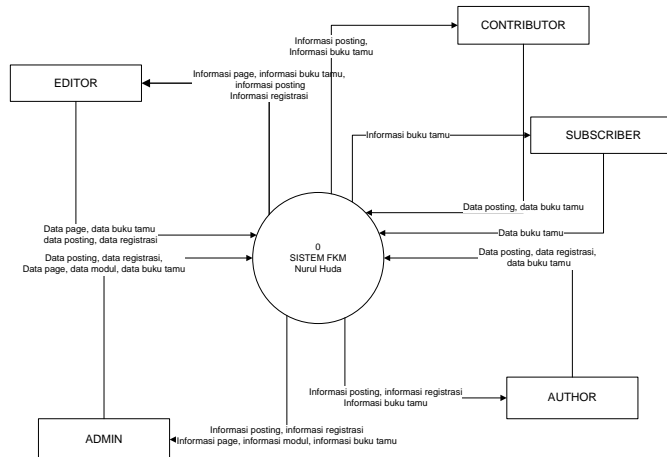 CONTRIBUTOR
Informasi posting,
Informasi buku tamu
EDITOR
Informasi page, informasi buku tamu,
informasi posting
Informasi registrasi
Informasi buku tamu
SUBSCRIBER
Data posting, data buku tamu
Data page, data buku tamu
data posting, data registrasi
Data buku tamu
0
SISTEM FKM
Nurul Huda
Data posting, data registrasi,
Data page, data modul, data buku tamu
Data posting, data registrasi,
data buku tamu
Informasi posting, informasi registrasi
Informasi buku tamu
AUTHOR
ADMIN
Informasi posting, informasi registrasi
Informasi page, informasi modul, informasi buku tamu